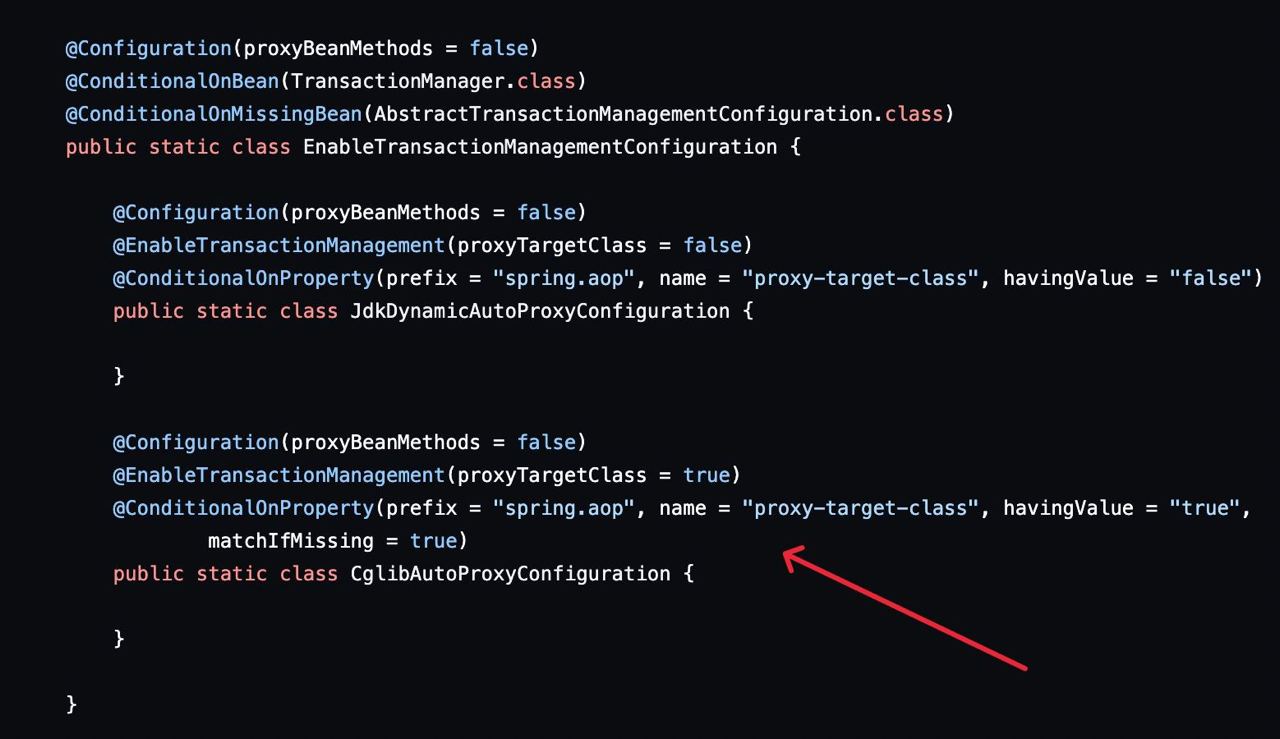 @Configuration(proxyBeanMethods = false)
@ConditionalOnBean(TransactionManager.class)
@ConditionalOnMissingBean(AbstractTransactionManagementConfiguration.class)
public static class EnableTransactionManagementConfiguration {
@Configuration(proxyBeanMethods = false)
@EnableTransactionManagement(proxyTargetClass = false)
@ConditionalOnProperty(prefix = "spring.aop", name = "proxy-target-class", havingValue = "false")
public static class JdkDynamicAutoProxyConfiguration {
}
@Configuration(proxyBeanMethods = false)
@EnableTransactionManagement(proxyTargetClass = true)
@ConditionalOnProperty(prefix = "spring.aop", name = "proxy-target-class", havingValue = "true",
matchIfMissing = true)
public static class CglibAutoProxyConfiguration {
}
}